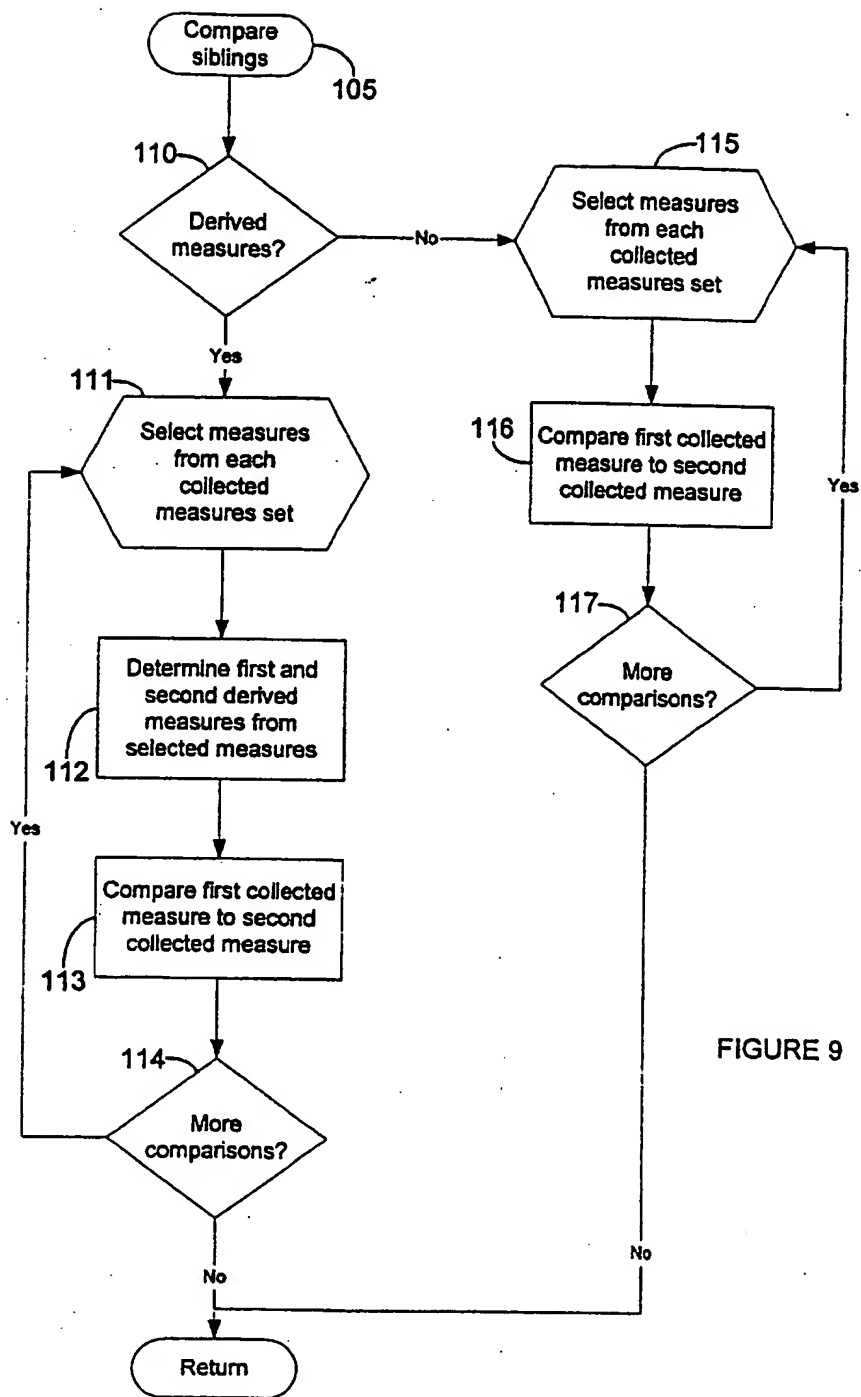 Compare
siblings
105
110
Derived
measures?
No
Yes
115
Select measures
from each
collected
measures set
111
Select measures
from each
collected
measures set
116
Compare first collected
measure to second
collected measure
Yes
117
More
comparisons?
Determine first and
second derived
measures from
selected measures
112
Yes
Compare first collected
measure to second
collected measure
113
114
More
comparisons?
FIGURE 9
No
No
Return